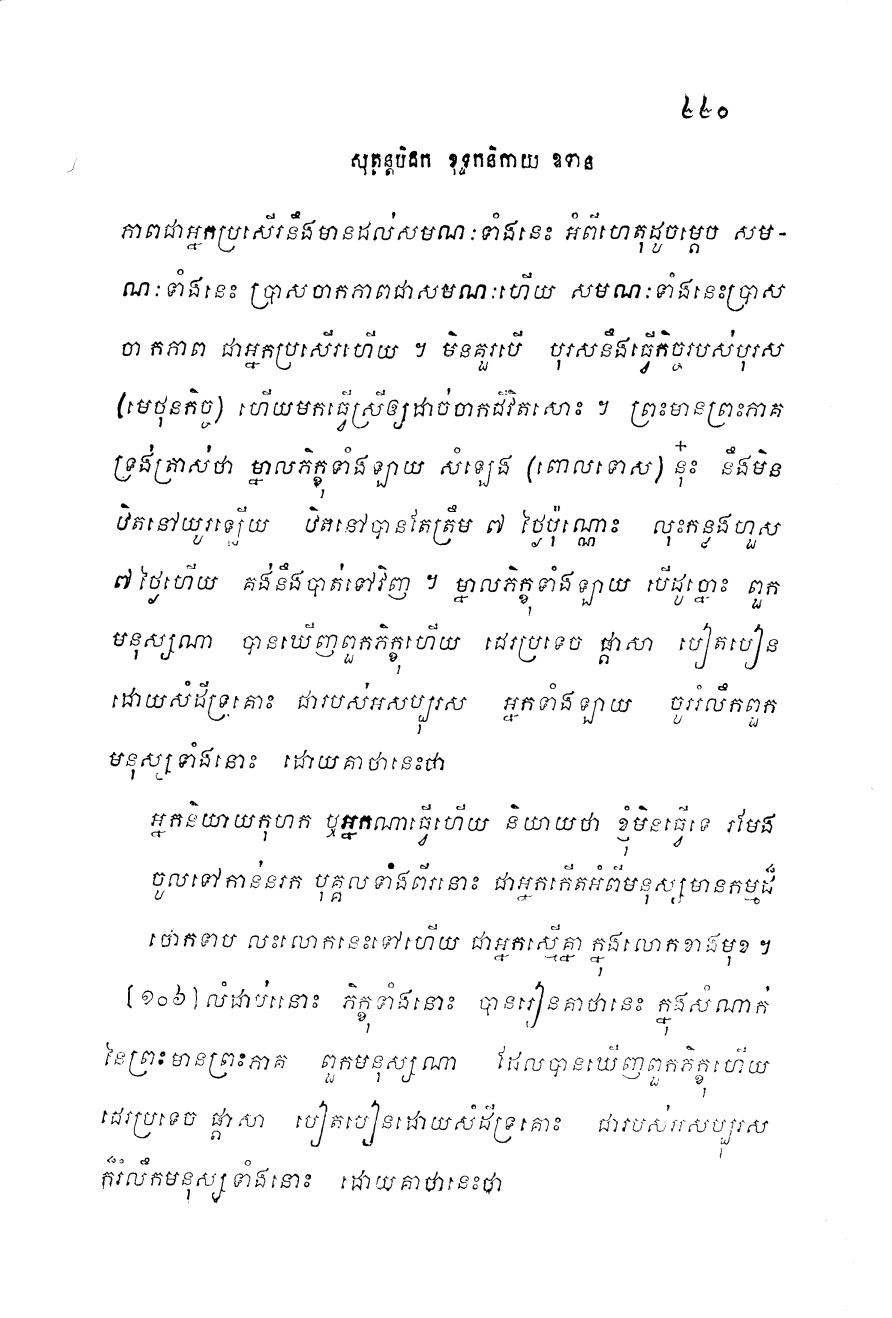 ៤៤០
សុត្តន្តបិដក ខុទ្ទកនិកាយ ឧទាន
ភាពជាអ្នកប្រសើរនឹងមានដល់សមណៈទាំងនេះ អំពីហេតុដូចម្តេច សម-
ណៈទាំងនេះ ប្រាសចាកភាពជាសមណៈហើយ សមណៈទាំងនេះប្រាស
ចាកភាព ជាអ្នកប្រសើរហើយ ។ មិនគួរបើ បុរសនឹងធ្វើកិច្ចរបស់បុរស
(មេថុនកិច្ច) ហើយមកធ្វើស្រីឲ្យដាច់ចាកជីវិតសោះ ។ ព្រះមានព្រះភាគ
ទ្រង់ត្រាស់ថា ម្នាលភិក្ខុទាំងឡាយ សំឡេង (ពោលទោស) នុ៎ះ នឹងមិន
ឋិតនៅយូរឡើយ ឋិតនៅបានតែត្រឹម ៧ ថ្ងៃប៉ុណ្ណោះ លុះកន្លងហួស
៧ ថ្ងៃហើយ គង់នឹងបាត់ទៅវិញ ។ ម្នាលភិក្ខុទាំងឡាយ បើដូច្នោះ ពួក
មនុស្សណា បានឃើញពួកភិក្ខុហើយ ជេរប្រទេច ផ្តាសា បៀតបៀន
ដោយសំដីទ្រគោះ ជារបស់អសប្បុរស អ្នកទាំងឡាយ ចូររំលឹកពួក
មនុស្សទាំងនោះ ដោយគាថានេះថា
អ្នកនិយាយកុហក ឬអ្នកណាធ្វើហើយ និយាយថា ខ្ញុំមិនធ្វើទេ រមែង
ចូលទៅកាន់នរក បុគ្គលទាំងពីរនោះ ជាអ្នកកើតអំពីមនុស្សមានកម្មដ៏
ថោកទាប លះលោកនេះទៅហើយ ជាអ្នកស្មើគ្នា ក្នុងលោកខាងមុខ ។
[១០៦] លំដាប់នោះ ភិក្ខុទាំងនោះ បានរៀនគាថានេះ ក្នុងសំណាក់
នៃព្រះមានព្រះភាគ ពួកមនុស្សណា ដែលបានឃើញពួកភិក្ខុហើយ
ជេរប្រទេច ផ្តាសា បៀតបៀនដោយសំដីទ្រគោះ ជារបស់អសប្បុរស
ក៏រំលឹកមនុស្សទាំងនោះ ដោយគាថានេះថា